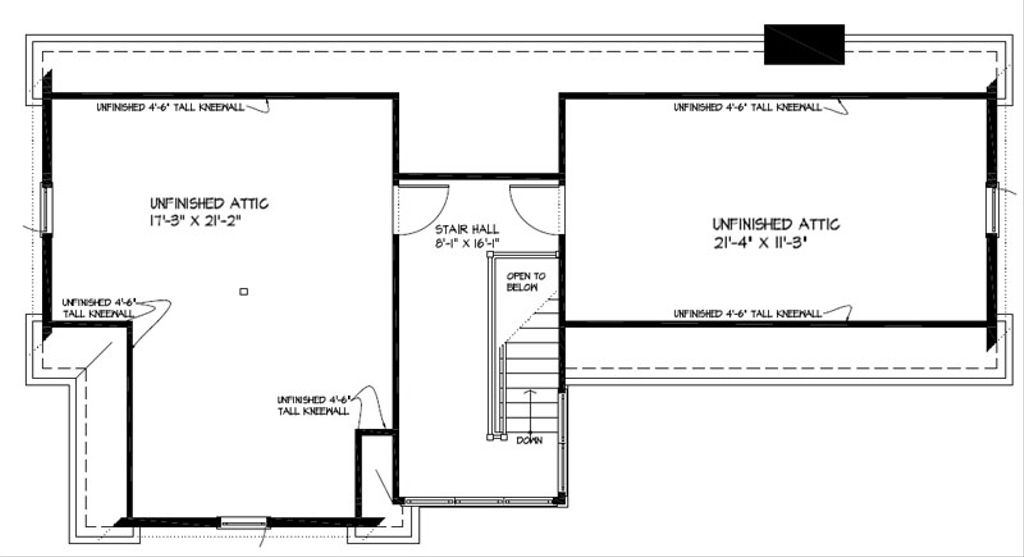 UNFINISHED 4'-6" TALL KNEEWALL
UNFINISHED 4'-6" TALL KNEEWALL
UNFINISHED ATTIC
17'-3" X 21'-2"
STAIR HALL
8'-1" X 16'-1"
UNFINISHED ATTIC
21'-4" X 11'-3"
OPEN TO
BELOW
UNFINISHED 4'-6"
TALL KNEEWALL
UNFINISHED 4'-6" TALL KNEEWALL
UNFINISHED 4'-6"
TALL KNEEWALL
DOWN